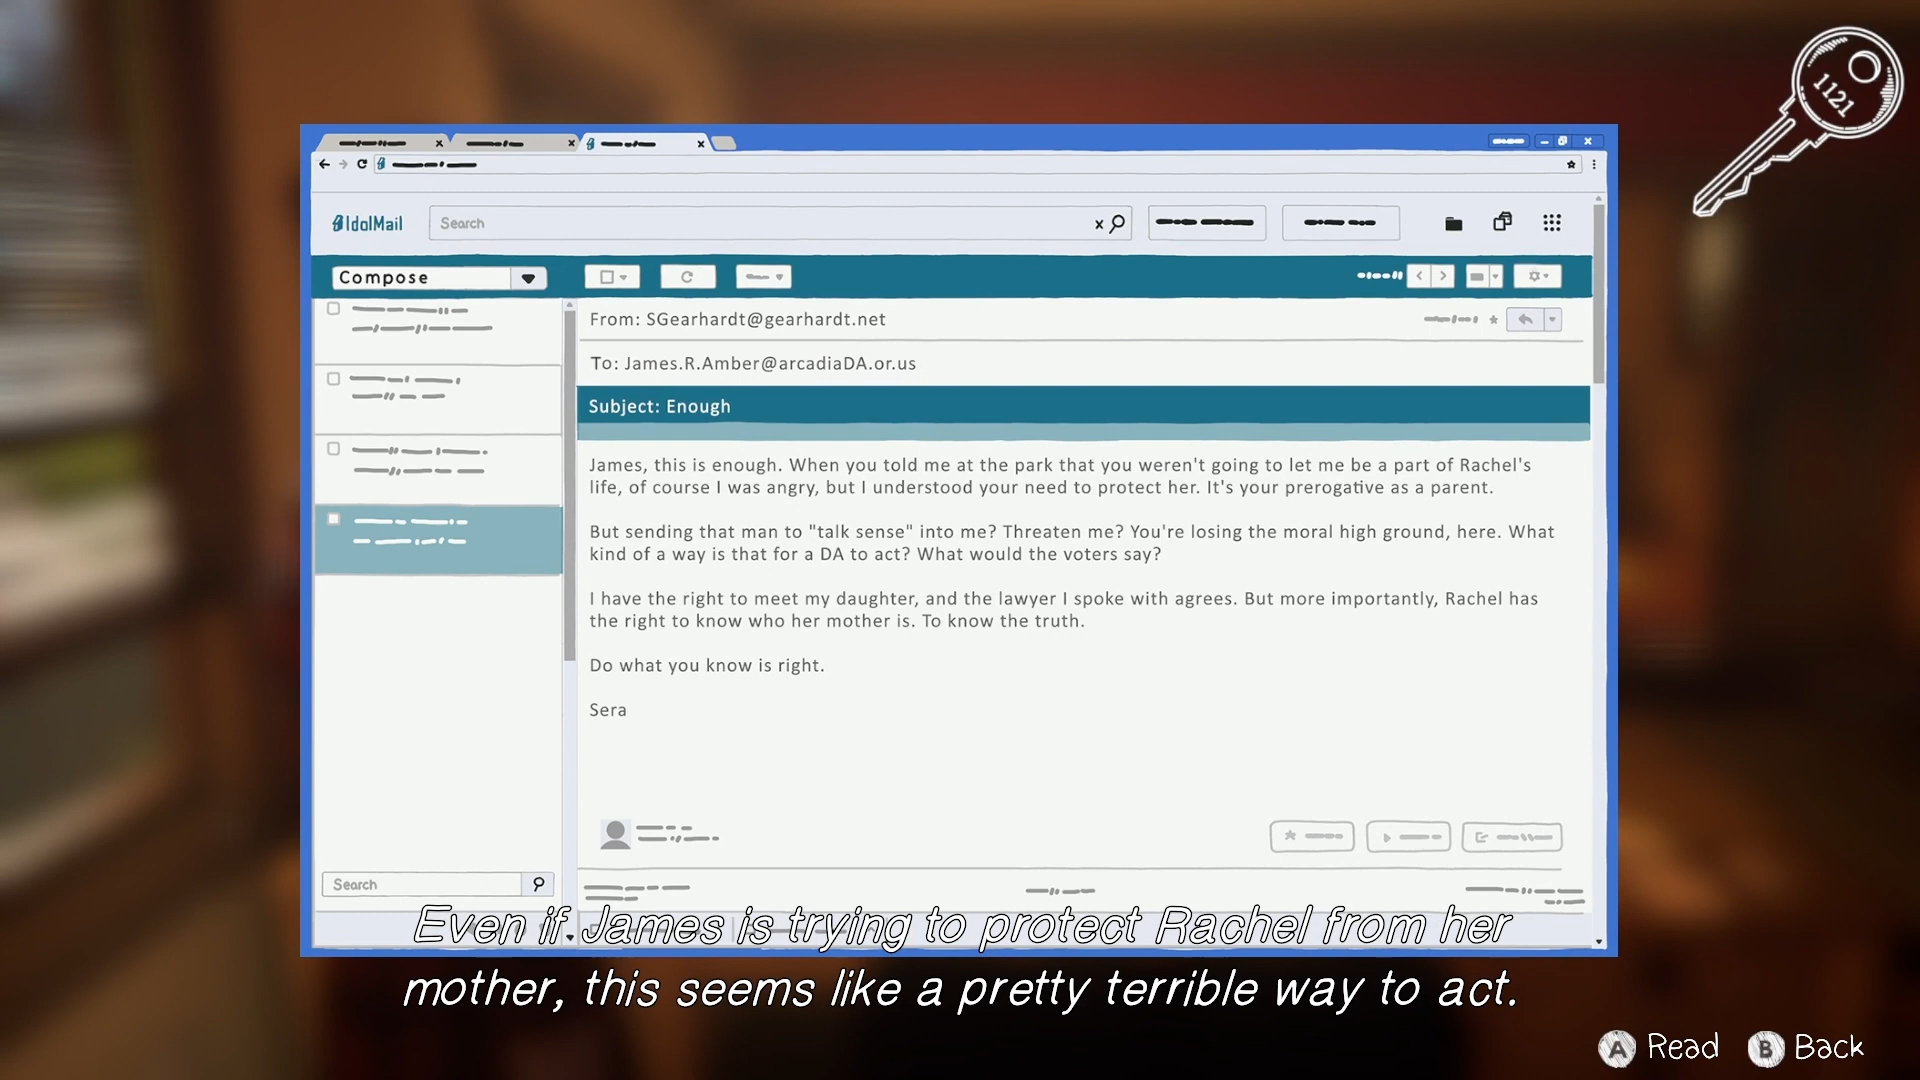 1121
IdolMail
Search
Compose
From: SGearhardt@gearhardt.net
To: James.R.Amber@arcadiaDA.or.us
Subject: Enough
James, this is enough. When you told me at the park that you weren't going to let me be a part of Rachel's
life, of course I was angry, but I understood your need to protect her. It's your prerogative as a parent.
But sending that man to "talk sense" into me? Threaten me? You're losing the moral high ground, here. What
kind of a way is that for a DA to act? What would the voters say?
I have the right to meet my daughter, and the lawyer I spoke with agrees. But more importantly, Rachel has
the right to know who her mother is. To know the truth.
Do what you know is right.
Sera
Search
Even if James is trying to protect Rachel from her
mother, this seems like a pretty terrible way to act.
A Read B Back